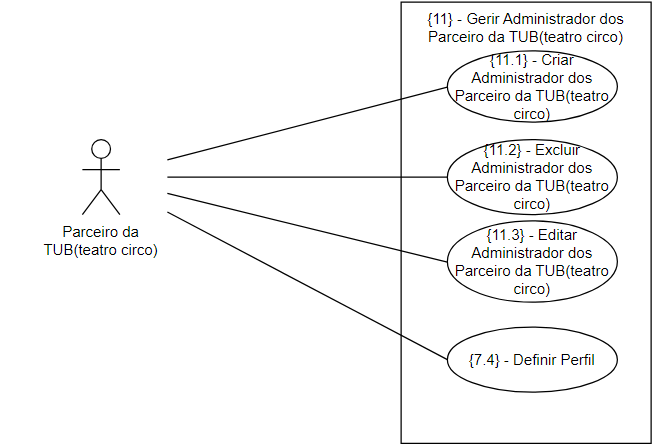 {11} - Gerir Administrador dos
Parceiro da TUB(teatro circo)
{11.1} - Criar
Administrador dos
Parceiro da TUB(teatro
circo)
{11.2} - Excluir
Administrador dos
Parceiro da TUB(teatro
circo)
Parceiro da
TUB(teatro circo)
{11.3} - Editar
Administrador dos
Parceiro da TUB(teatro
circo)
{7.4} - Definir Perfil